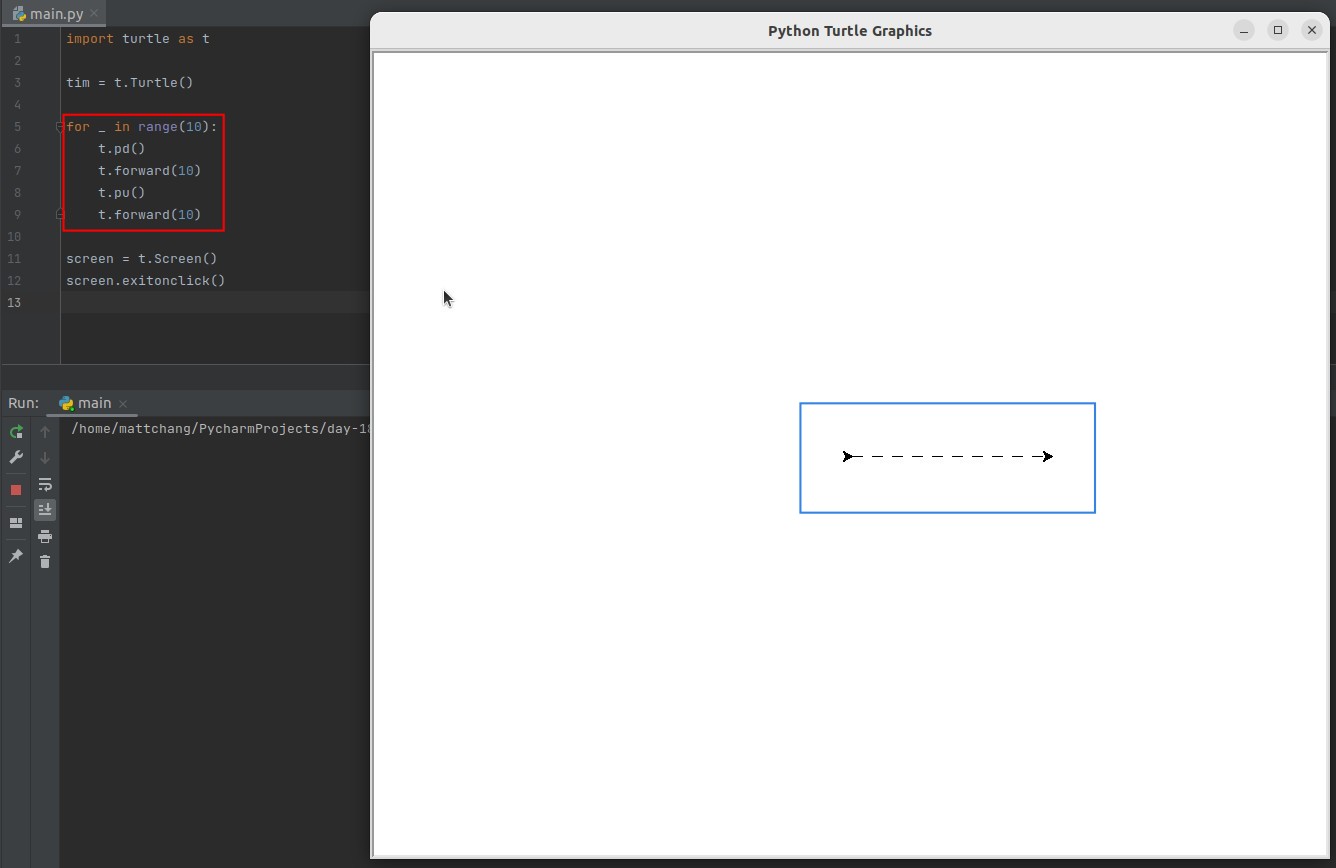 main.py
Python Turtle Graphics
1 import turtle as t
2
3 tim = t.Turtle()
4
5 for _ in range(10):
6 t.pd()
7 t.forward(10)
8 t.pu()
9 t.forward(10)
10
11 screen = t.Screen()
12 screen.exitonclick()
13
Run: main
/home/mattchang/PycharmProjects/day-18